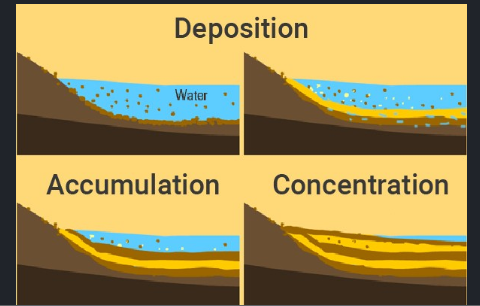 Deposition
Water
Accumulation
Concentration